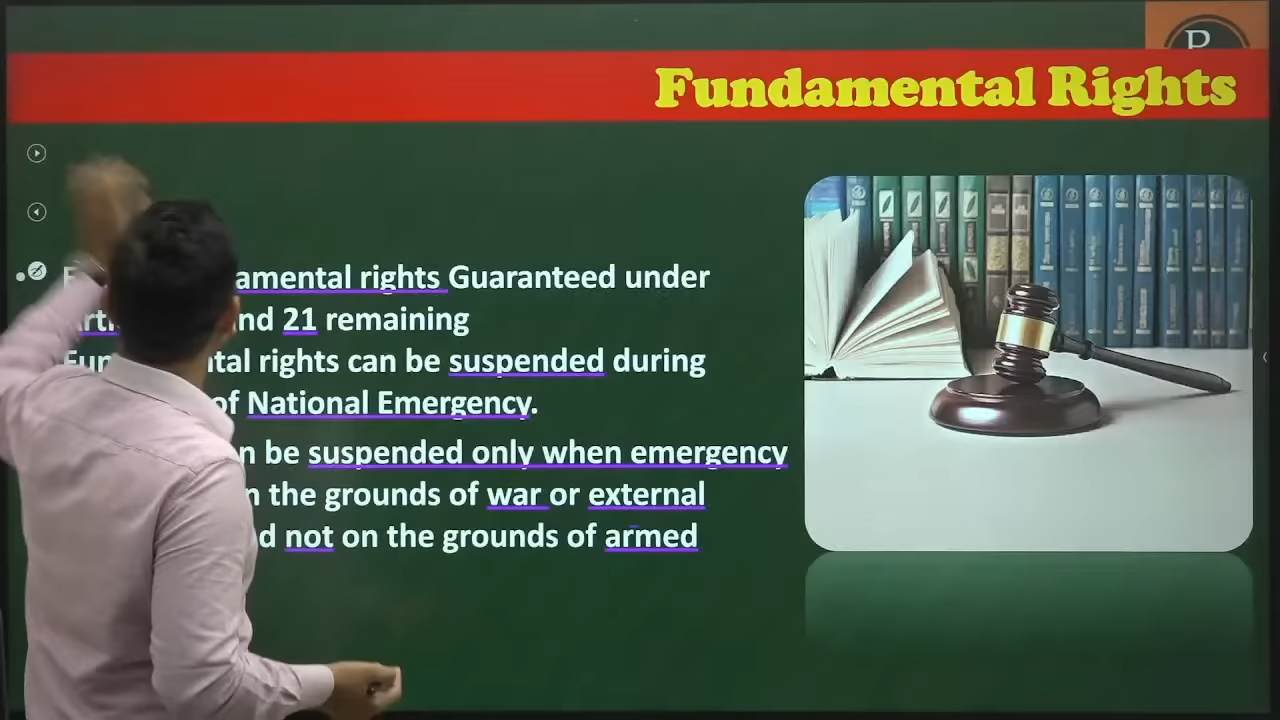 Fundamental Rights
amental rights Guaranteed under
and 21 remaining
tal rights can be suspended during
of National Emergency.
n be suspended only when emergency
n the grounds of war or external
d not on the grounds of armed